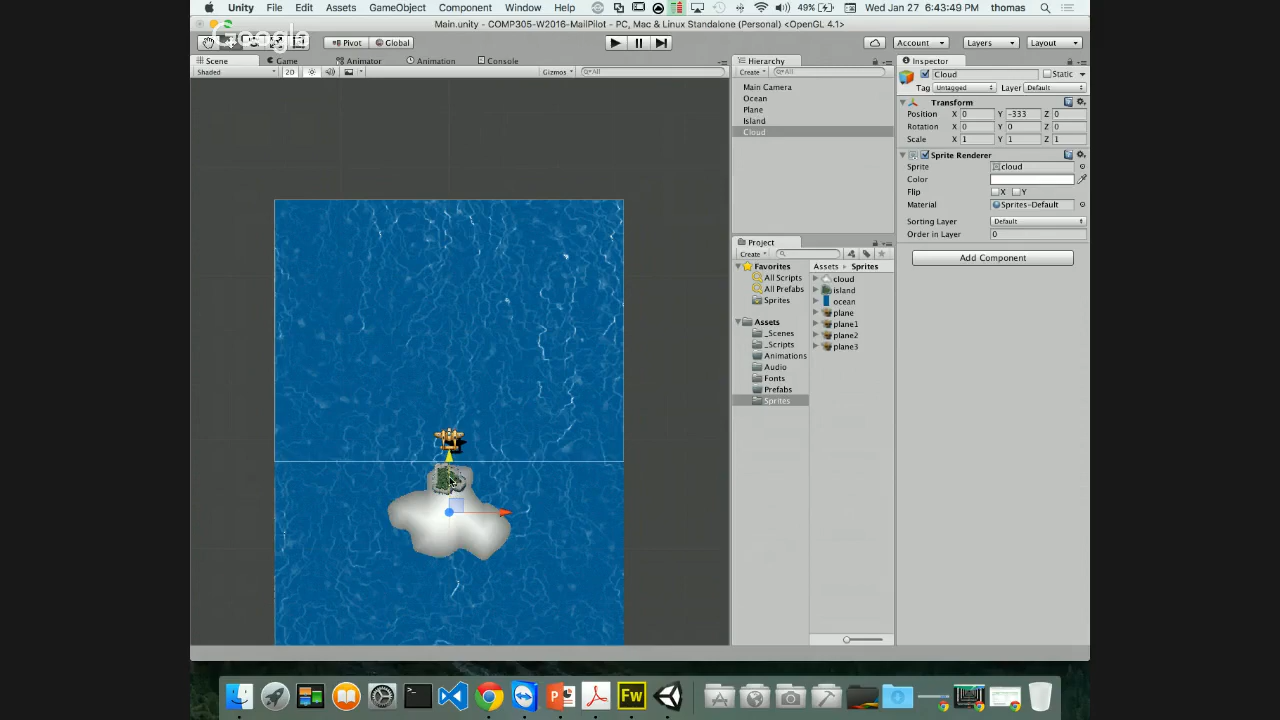 Unity File Edit Assets GameObject Component Window Help 49% Wed Jan 27 6:43:49 PM thomas
Main.unity - COMP305-W2016-MailPilot - PC, Mac & Linux Standalone (Personal) <OpenGL 4.1>
Google
Pivot Global Account Layers Layout
Scene Game Animator Animation Console
Shaded 2D Gizmos All
Hierarchy
Create All
Main Camera
Ocean
Plane
Island
Cloud
Project
Create
Favorites
All Scripts
All Prefabs
Sprites
Assets
_Scenes
_Scripts
Animations
Audio
Fonts
Prefabs
Sprites
Assets Sprites
cloud
island
ocean
plane
plane1
plane2
plane3
Inspector
Cloud Static
Tag Untagged Layer Default
Transform
Position X 0 Y -333 Z 0
Rotation X 0 Y 0 Z 0
Scale X 1 Y 1 Z 1
Sprite Renderer
Sprite cloud
Color
Flip X Y
Material Sprites-Default
Sorting Layer Default
Order in Layer 0
Add Component
Fw